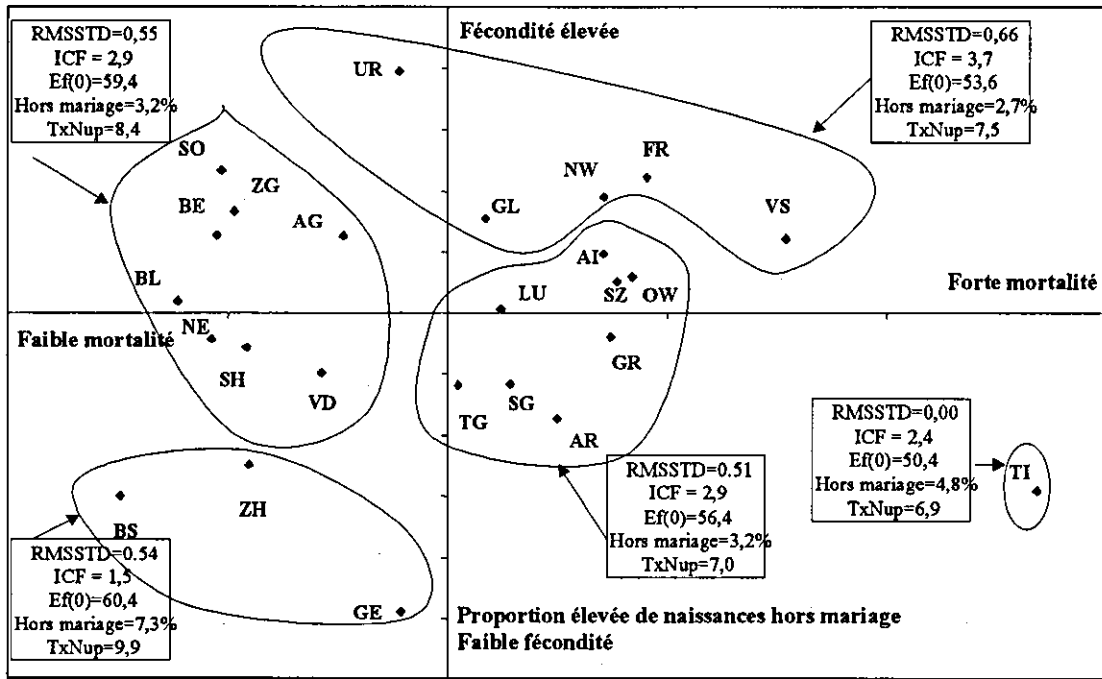 RMSSTD=0,55
ICF = 2,9
Ef(0)=59,4
Hors mariage=3,2%
TxNup=8,4
Fécondité élevée
RMSSTD=0,66
ICF = 3,7
Ef(0)=53,6
Hors mariage=2,7%
TxNup=7,5
UR
SO
ZG
BE
AG
NW
FR
GL
VS
BL
AI
LU
SZ
OW
Forte mortalité
Faible mortalité
NE
SH
VD
GR
TG
SG
AR
RMSSTD=0,00
ICF = 2,4
Ef(0)=50,4
Hors mariage=4,8%
TxNup=6,9
TI
RMSSTD=0.51
ICF = 2,9
Ef(0)=56,4
Hors mariage=3,2%
TxNup=7,0
BS
ZH
GE
RMSSTD=0.54
ICF = 1,5
Ef(0)=60,4
Hors mariage=7,3%
TxNup=9,9
Proportion élevée de naissances hors mariage
Faible fécondité